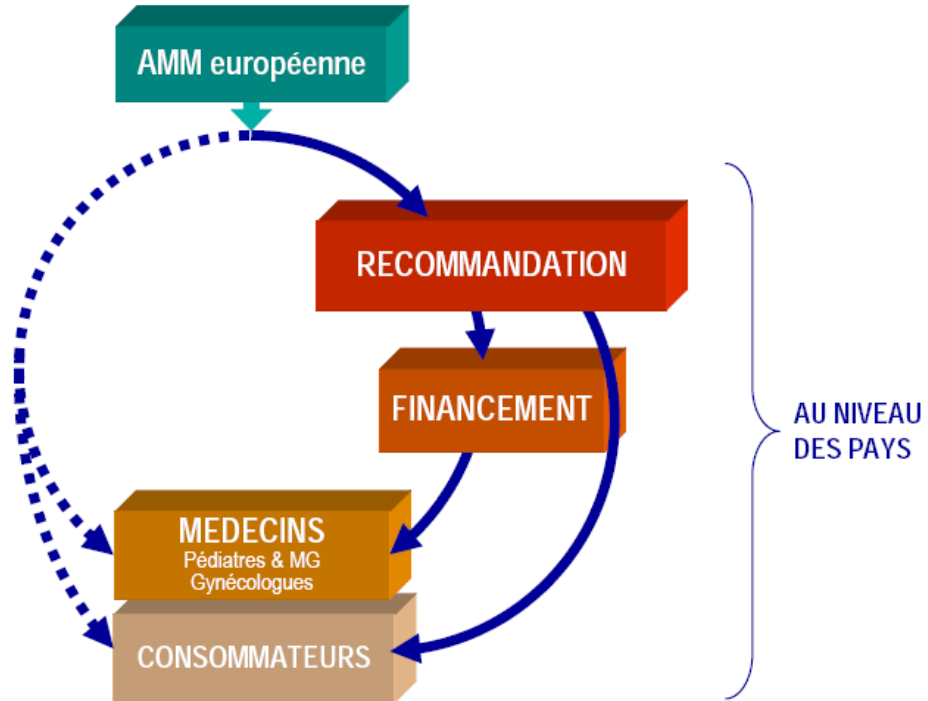 AMM européenne
RECOMMANDATION
FINANCEMENT
AU NIVEAU
DES PAYS
MEDECINS
Pédiatres & MG
Gynécologues
CONSOMMATEURS